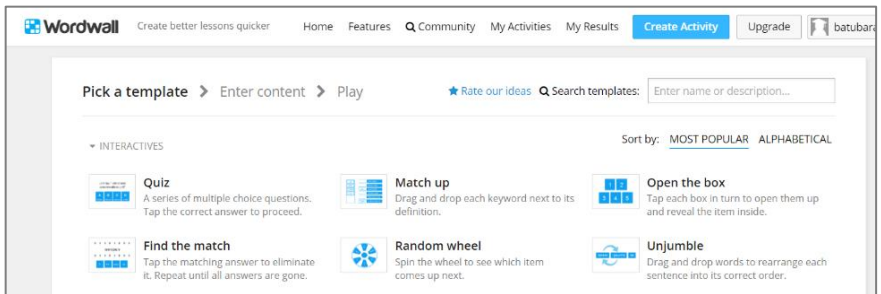 Wordwall Create better lessons quicker Home Features Community My Activities My Results Create Activity Upgrade batubara
Pick a template > Enter content > Play Rate our ideas Search templates: Enter name or description...
INTERACTIVES Sort by: MOST POPULAR ALPHABETICAL
Quiz
A series of multiple choice questions.
Tap the correct answer to proceed.
Match up
Drag and drop each keyword next to its
definition.
Open the box
Tap each box in turn to open them up
and reveal the item inside.
Find the match
Tap the matching answer to eliminate
it. Repeat until all answers are gone.
Random wheel
Spin the wheel to see which item
comes up next.
Unjumble
Drag and drop words to rearrange each
sentence into its correct order.